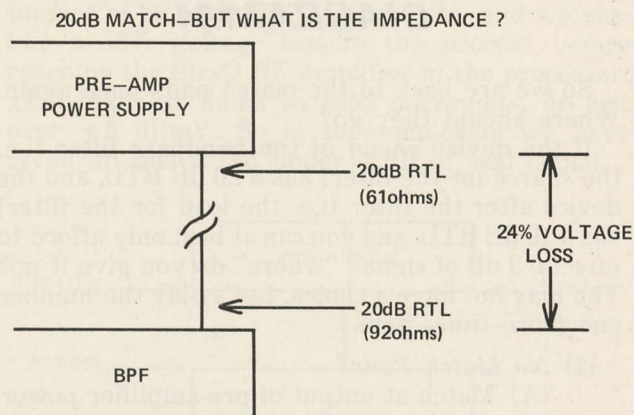 20dB MATCH—BUT WHAT IS THE IMPEDANCE ?
PRE-AMP
POWER SUPPLY
20dB RTL
(61ohms)
24% VOLTAGE
LOSS
20dB RTL
(92ohms)
BPF